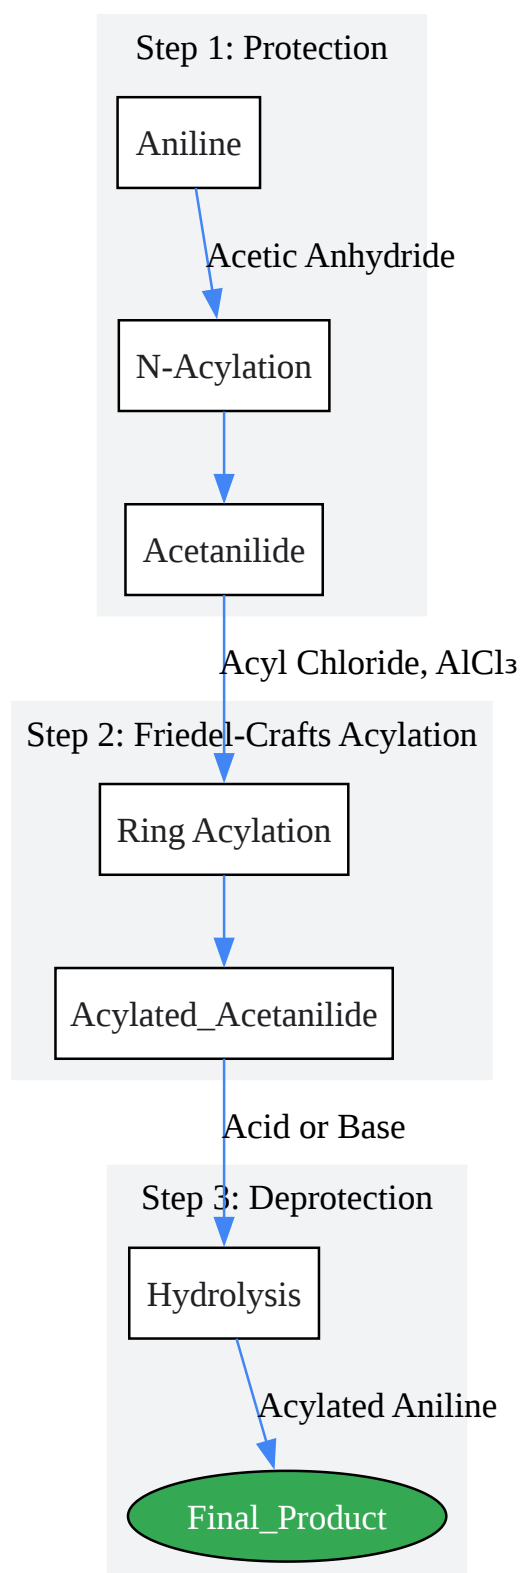 Step 1: Protection
Aniline
Acetic Anhydride
N-Acylation
Acetanilide
Acyl Chloride, AlCl₃
Step 2: Friedel-Crafts Acylation
Ring Acylation
Acylated_Acetanilide
Acid or Base
Step 3: Deprotection
Hydrolysis
Acylated Aniline
Final_Product